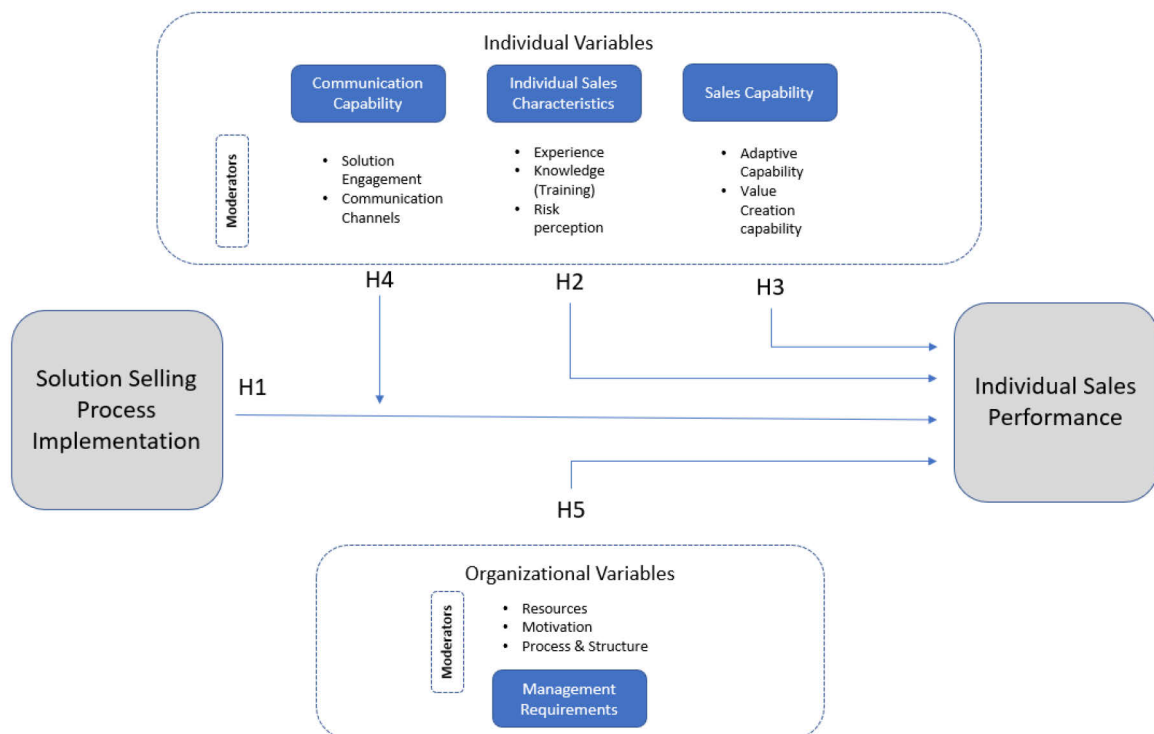 Individual Variables
Communication
Capability
Individual Sales
Characteristics
Sales Capability
Moderators
• Solution
Engagement
• Communication
Channels
• Experience
• Knowledge
(Training)
• Risk
perception
• Adaptive
Capability
• Value
Creation
capability
H4
H2
H3
Solution Selling
Process
Implementation
H1
Individual Sales
Performance
H5
Organizational Variables
Moderators
• Resources
• Motivation
• Process & Structure
Management
Requirements